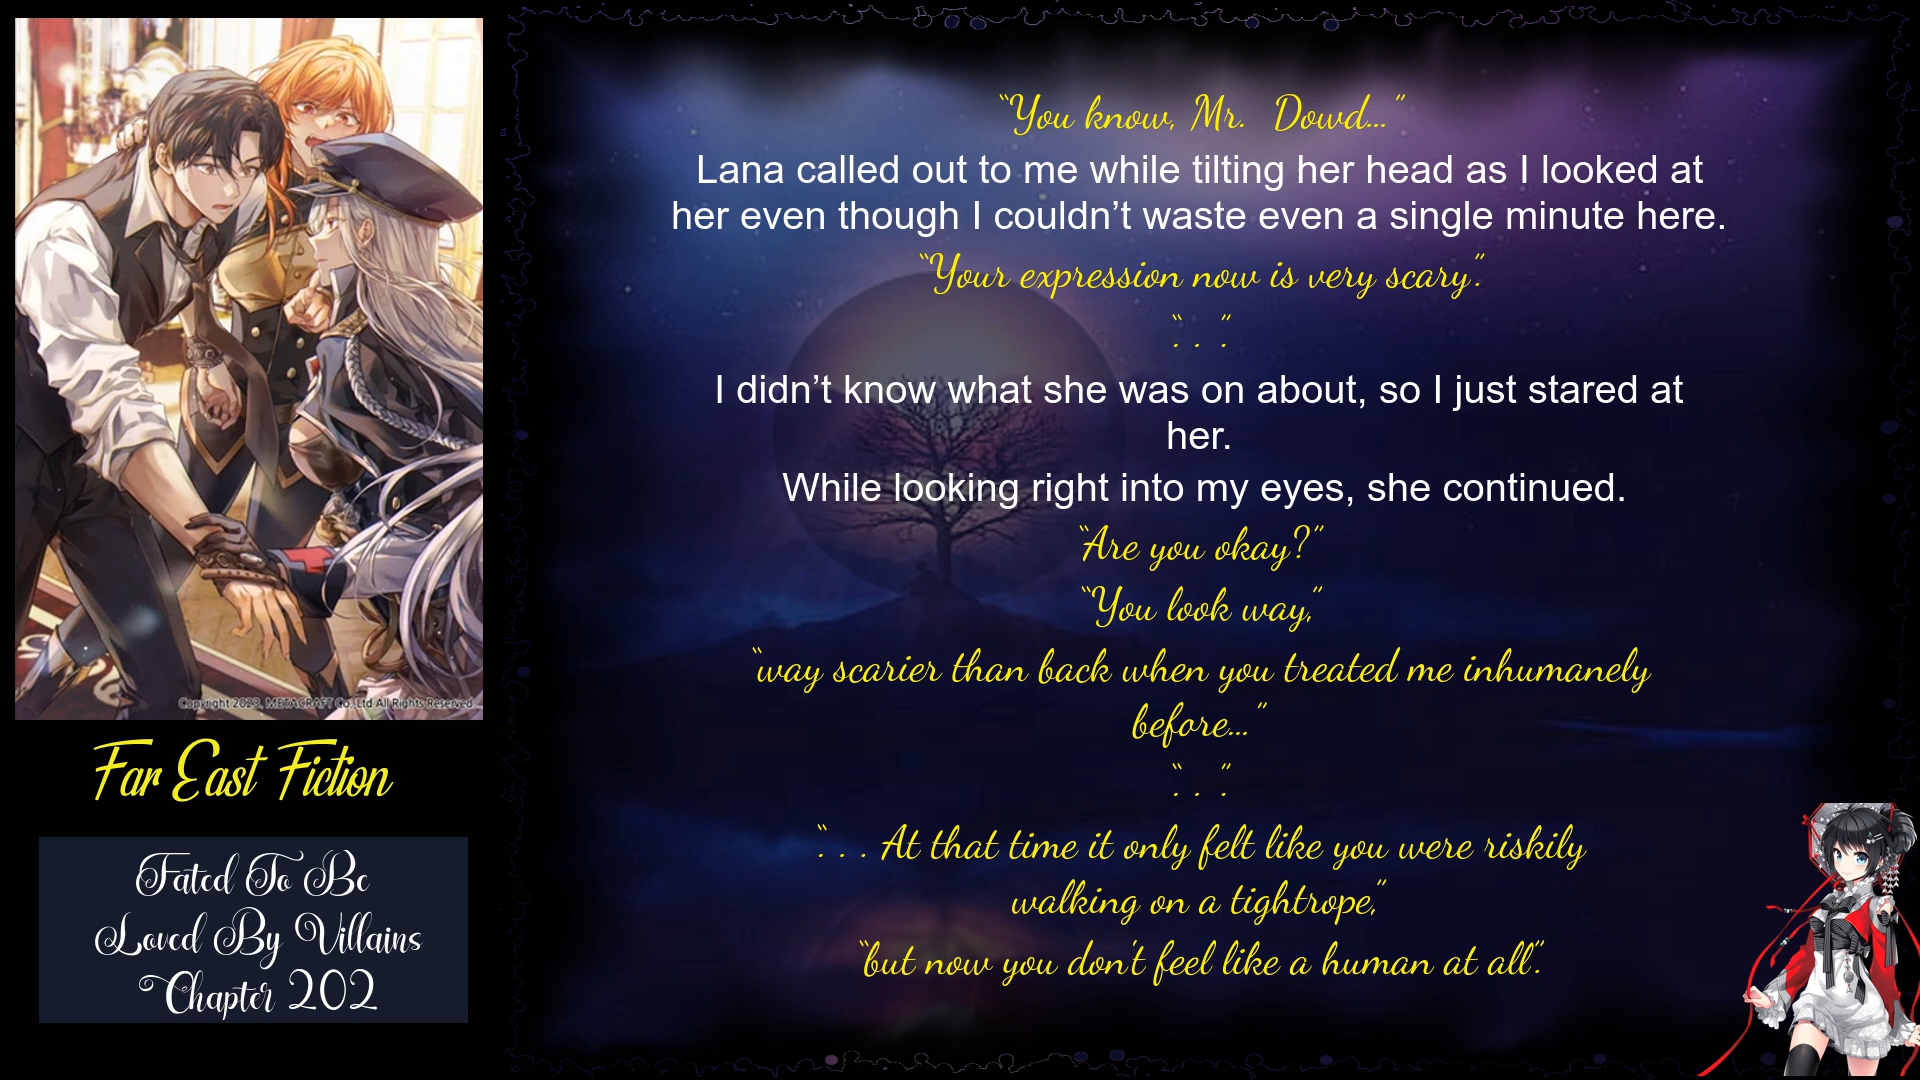 “You know, Mr.  Dowd...”
Lana called out to me while tilting her head as I looked at
her even though I couldn’t waste even a single minute here.
“Your expression now is very scary.”
“. . .”
I didn’t know what she was on about, so I just stared at
her.
While looking right into my eyes, she continued.
“Are you okay?”
“You look way,”
“way scarier than back when you treated me inhumanely
before...”
“. . .”
“. . . At that time it only felt like you were riskily
walking on a tightrope,”
“but now you don’t feel like a human at all”.
Copyright 2023. METACRAFT Co.,Ltd All Rights Reserved
Far East Fiction
Fated To Be
Loved By Villains
Chapter 202